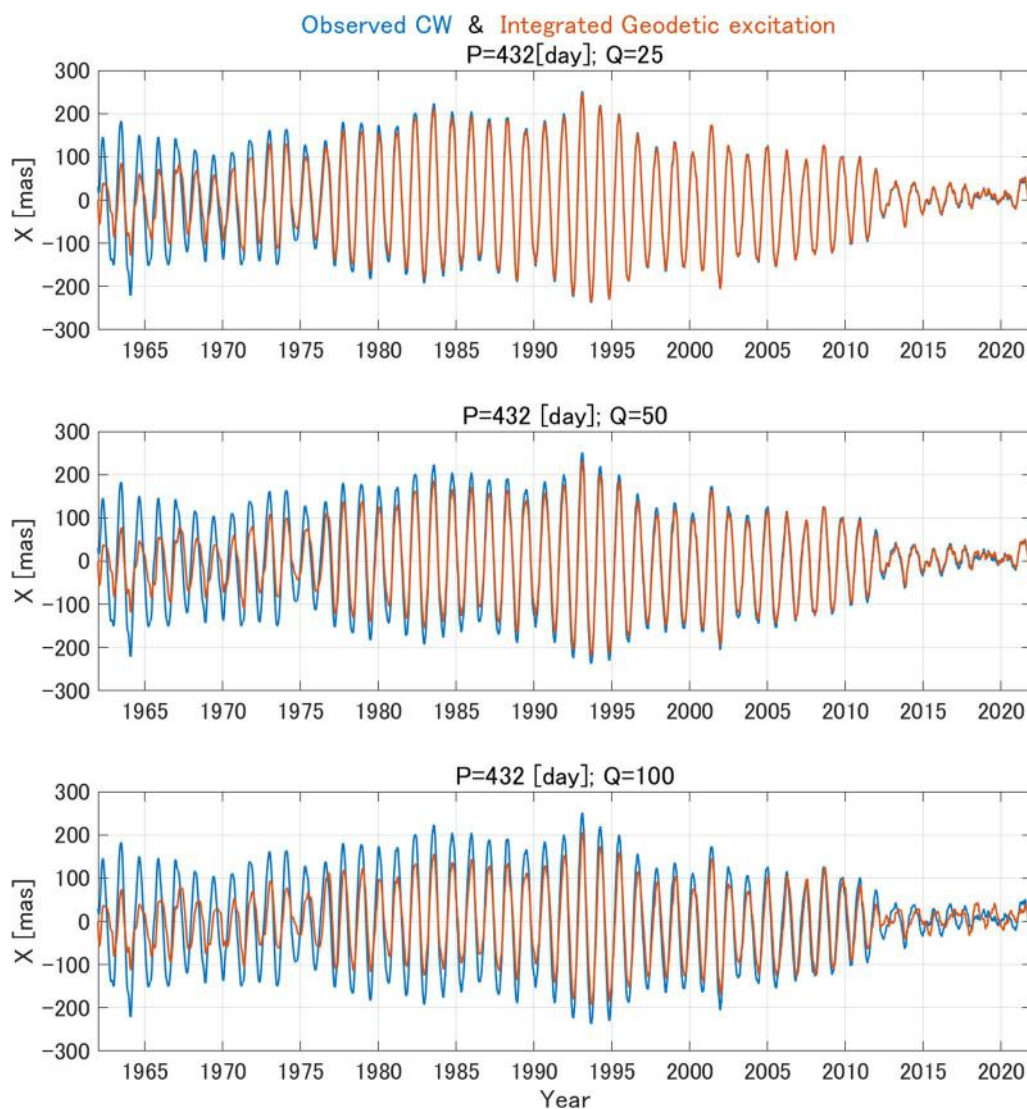 Observed CW & Integrated Geodetic excitation
P=432[day]; Q=25
300
200
100
0
-100
-200
-300
X [mas]
1965 1970 1975 1980 1985 1990 1995 2000 2005 2010 2015 2020
P=432 [day]; Q=50
300
200
100
0
-100
-200
-300
X [mas]
1965 1970 1975 1980 1985 1990 1995 2000 2005 2010 2015 2020
P=432 [day]; Q=100
300
200
100
0
-100
-200
-300
X [mas]
1965 1970 1975 1980 1985 1990 1995 2000 2005 2010 2015 2020
Year